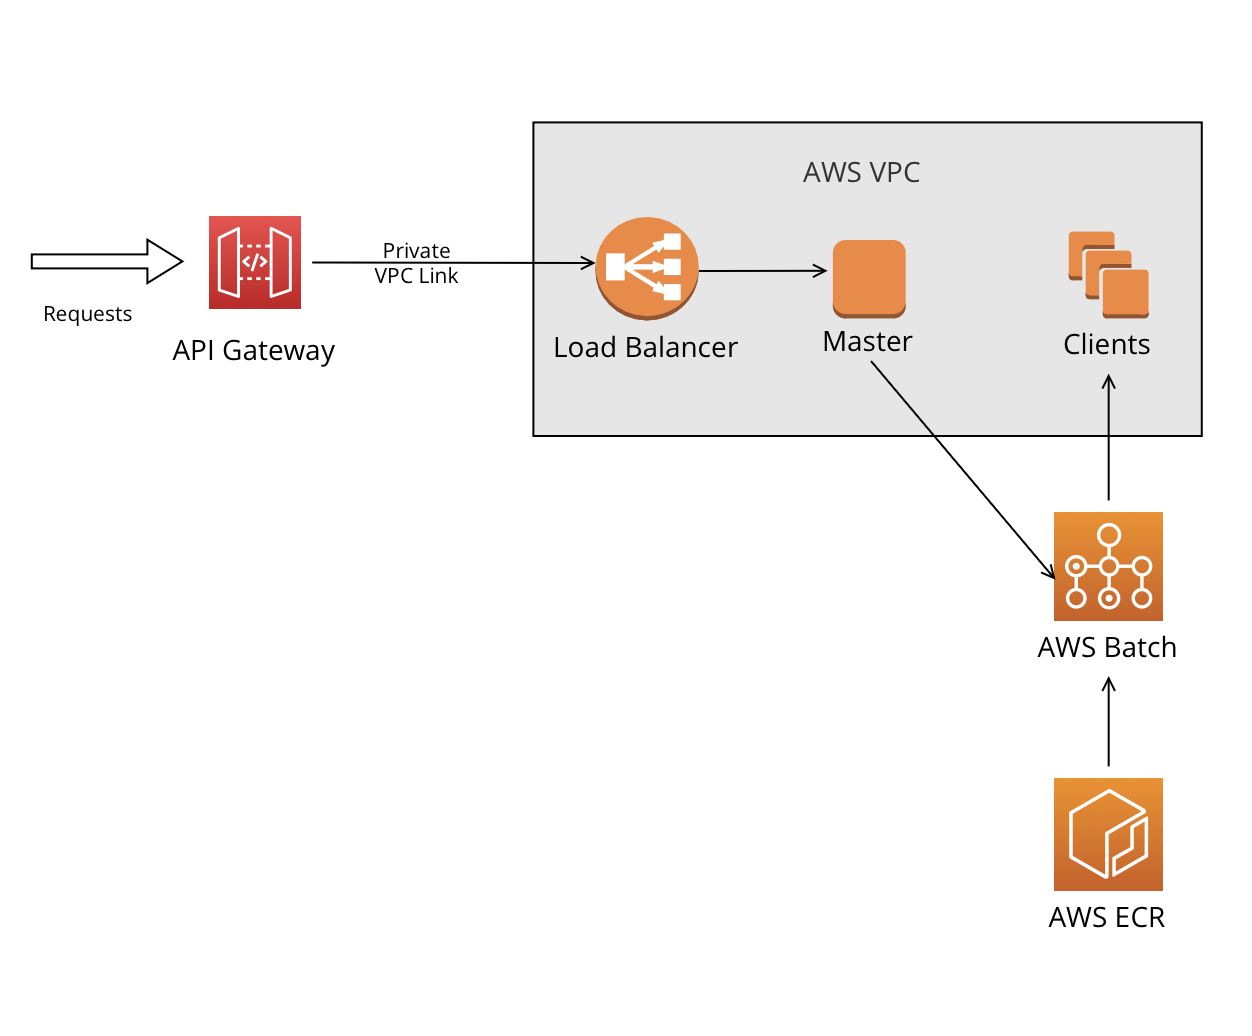 AWS VPC
Private
VPC Link
Requests
API Gateway
Load Balancer
Master
Clients
AWS Batch
AWS ECR